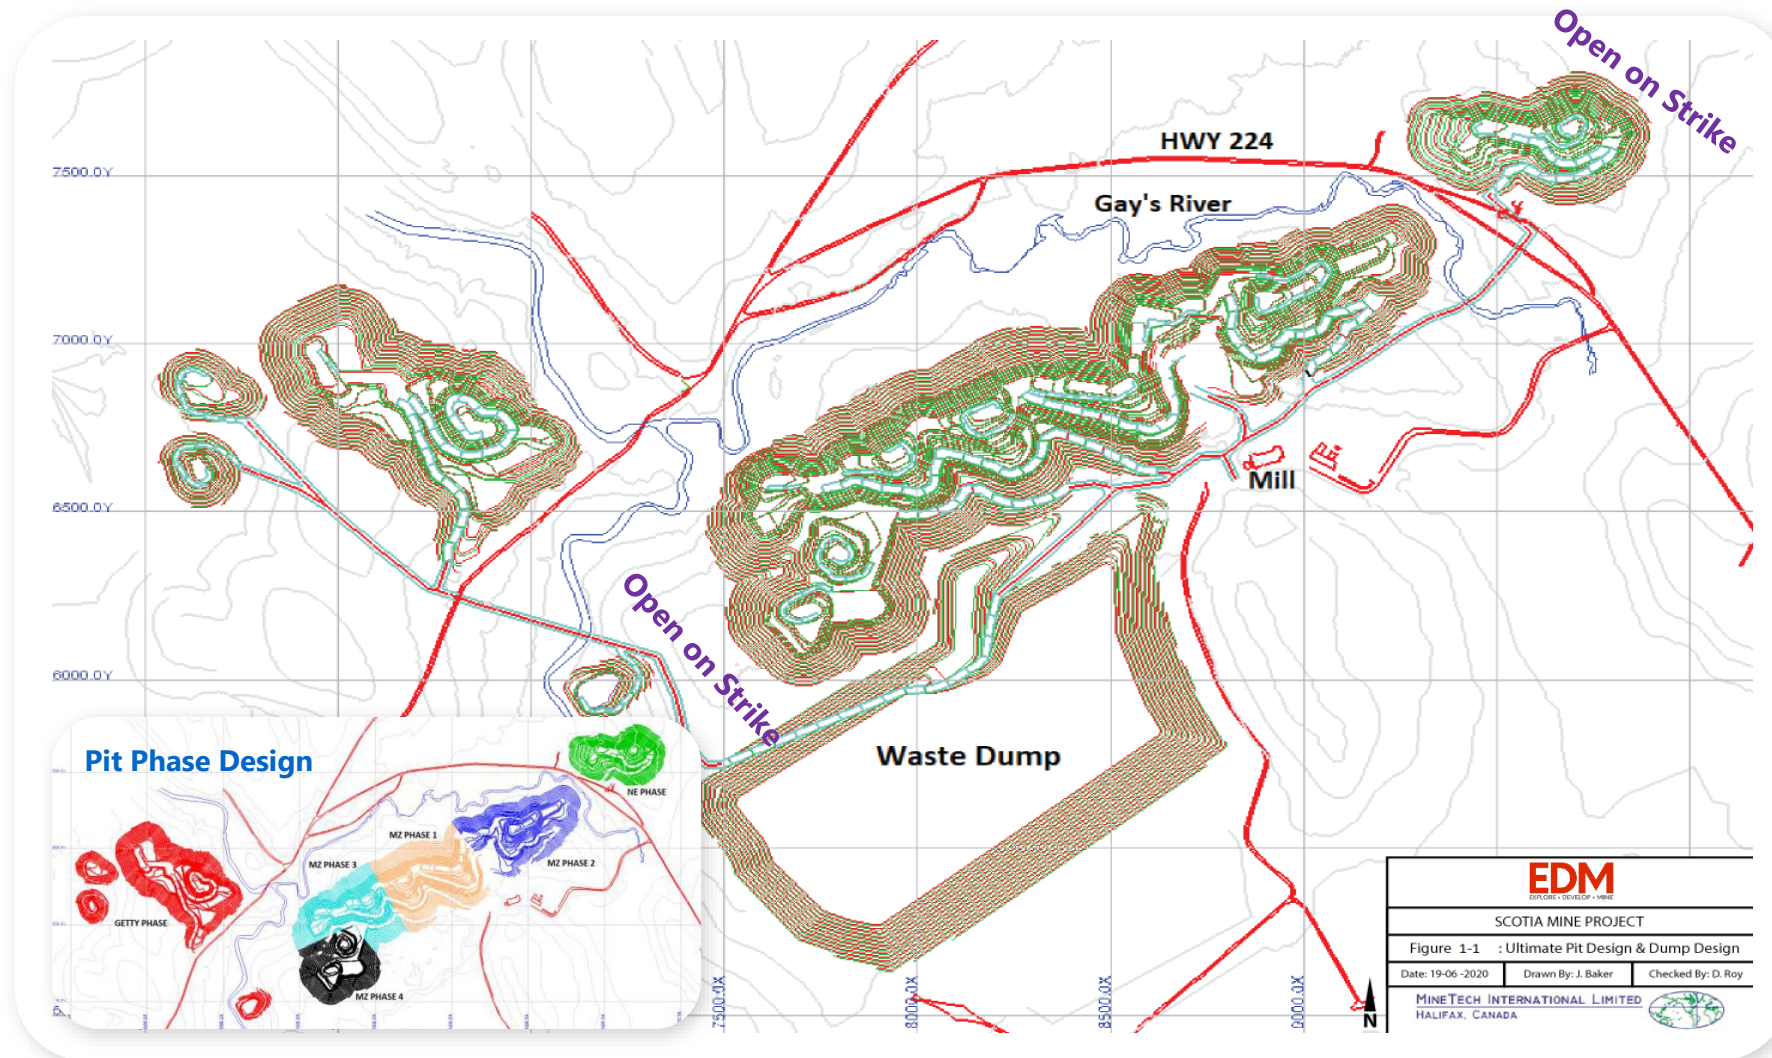 Open on Strike
HWY 224
Gay's River
7500.0Y
7000.0Y
6500.0Y
6000.0Y
Open on Strike
Mill
Waste Dump
7500.0X
8000.0X
8500.0X
9000.0X
N
Pit Phase Design
NE PHASE
MZ PHASE 1
MZ PHASE 2
MZ PHASE 3
GETTY PHASE
MZ PHASE 4
EDM
EXPLORE • DEVELOP • MINE
SCOTIA MINE PROJECT
Figure 1-1 : Ultimate Pit Design & Dump Design
Date: 19-06 -2020 Drawn By: J. Baker Checked By: D. Roy
MINETECH INTERNATIONAL LIMITED
HALIFAX, CANADA